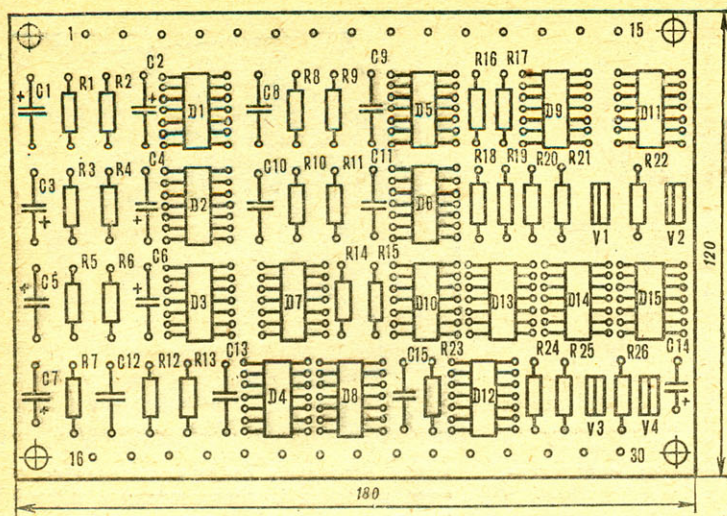 1 15
C1 R1 R2 C2 D1 C8 R8 R9 C9 D5 R16 R17 D9 D11
C3 R3 R4 C4 D2 C10 R10 R11 C11 D6 R18 R19 R20 R21 V1 R22 V2
C5 R5 R6 C6 D3 D7 R14 R15 D10 D13 D14 D15
C7 R7 C12 R12 R13 C13 D4 D8 C15 R23 D12 R24 R25 V3 R26 V4 C14
16 30
180
120